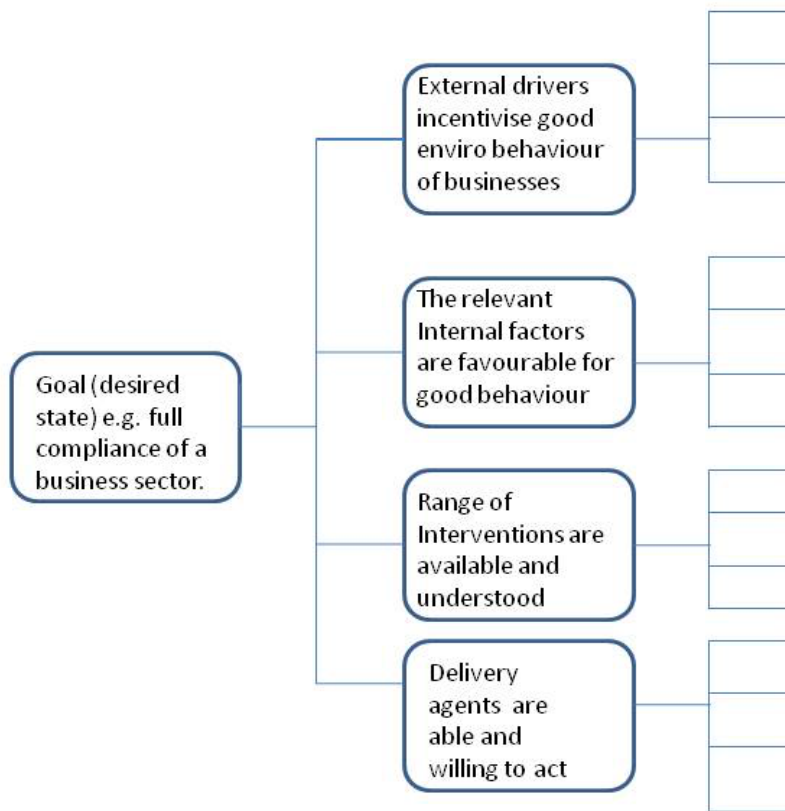 External drivers
incentivise good
enviro behaviour
of businesses
The relevant
Internal factors
are favourable for
good behaviour
Goal (desired
state) e.g. full
compliance of a
business sector.
Range of
Interventions are
available and
understood
Delivery
agents are
able and
willing to act